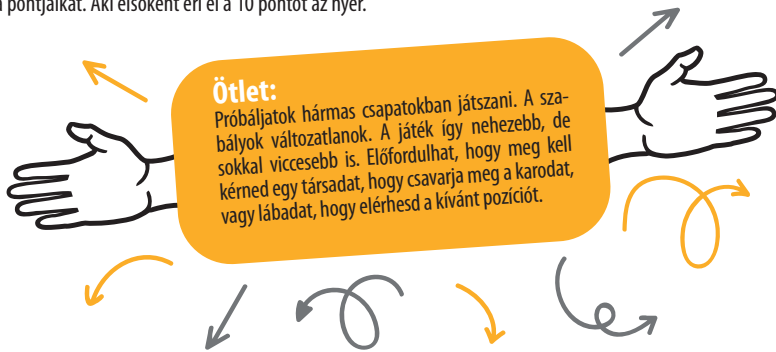 pontjaikat. Aki elsőként éri el a 10 pontot az nyer.
Ötlet:
Próbáljatok hármas csapatokban játszani. A sza-
bályok változatlanok. A játék így nehezebb, de
sokkal viccesebb is. Előfordulhat, hogy meg kell
kérned egy társadat, hogy csavarja meg a karodat,
vagy lábadat, hogy elérhesd a kívánt pozíciót.